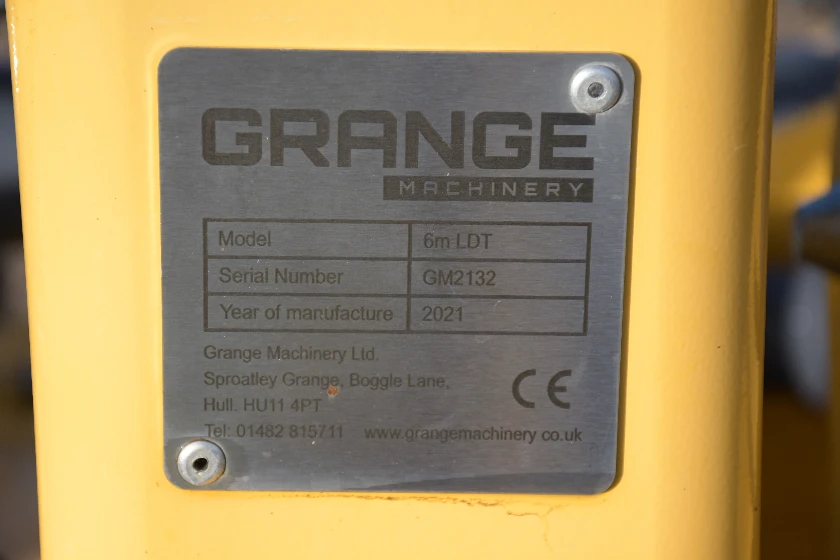 GRANGE
MACHINERY
Model 6m LDT
Serial Number GM2132
Year of manufacture 2021
Grange Machinery Ltd.
Sproatley Grange, Boggle Lane,
Hull. HU11 4PT
Tel: 01482 815711 www.grangemachinery.co.uk
CE